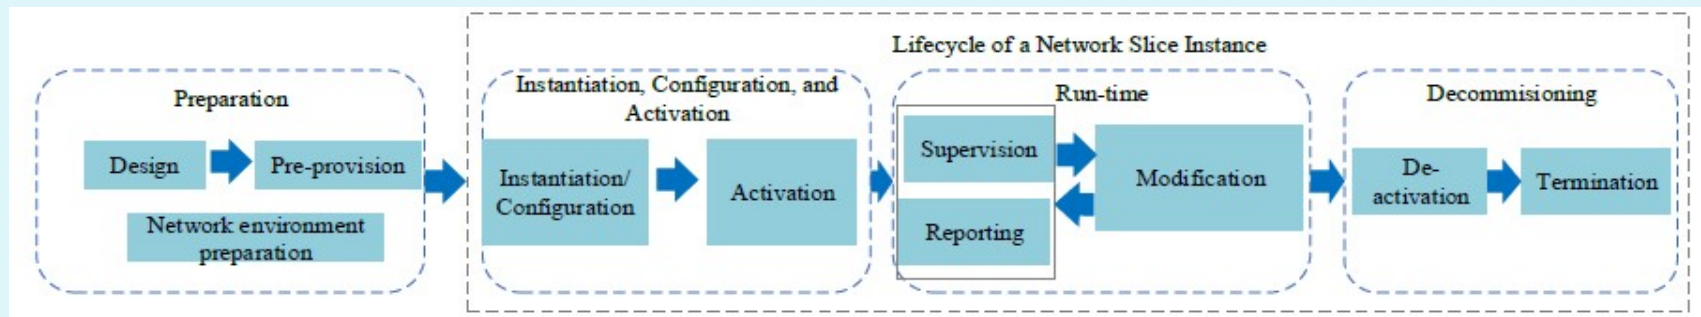 Lifecycle of a Network Slice Instance
Preparation
Design
Pre-provision
Network environment
preparation
Instantiation, Configuration, and
Activation
Instantiation/
Configuration
Activation
Run-time
Supervision
Reporting
Modification
Decommisioning
De-
activation
Termination